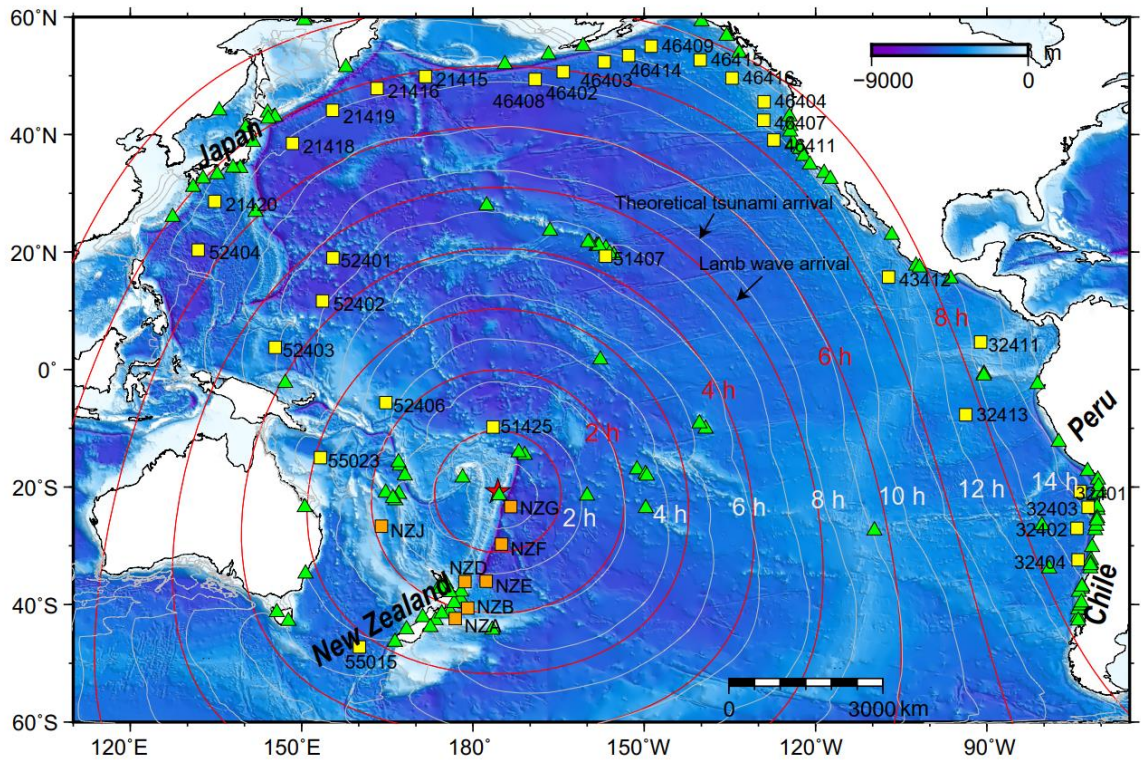 60°N
40°N
20°N
0°
20°S
40°S
60°S
120°E
150°E
180°W
150°W
120°W
90°W
−9000
0
m
46409
46415
46414
46416
46403
46402
46408
21415
21416
21419
21418
46404
46407
46411
Japan
21420
52404
52401
52402
52403
52406
51407
Theoretical tsunami arrival
Lamb wave arrival
43412
32411
32413
8 h
6 h
4 h
2 h
Peru
51425
55023
NZG
NZJ
NZF
NZD
NZE
NZB
NZA
New Zealand
55015
2 h
4 h
6 h
8 h
10 h
12 h
14 h
32401
32403
32402
32404
Chile
0
3000 km